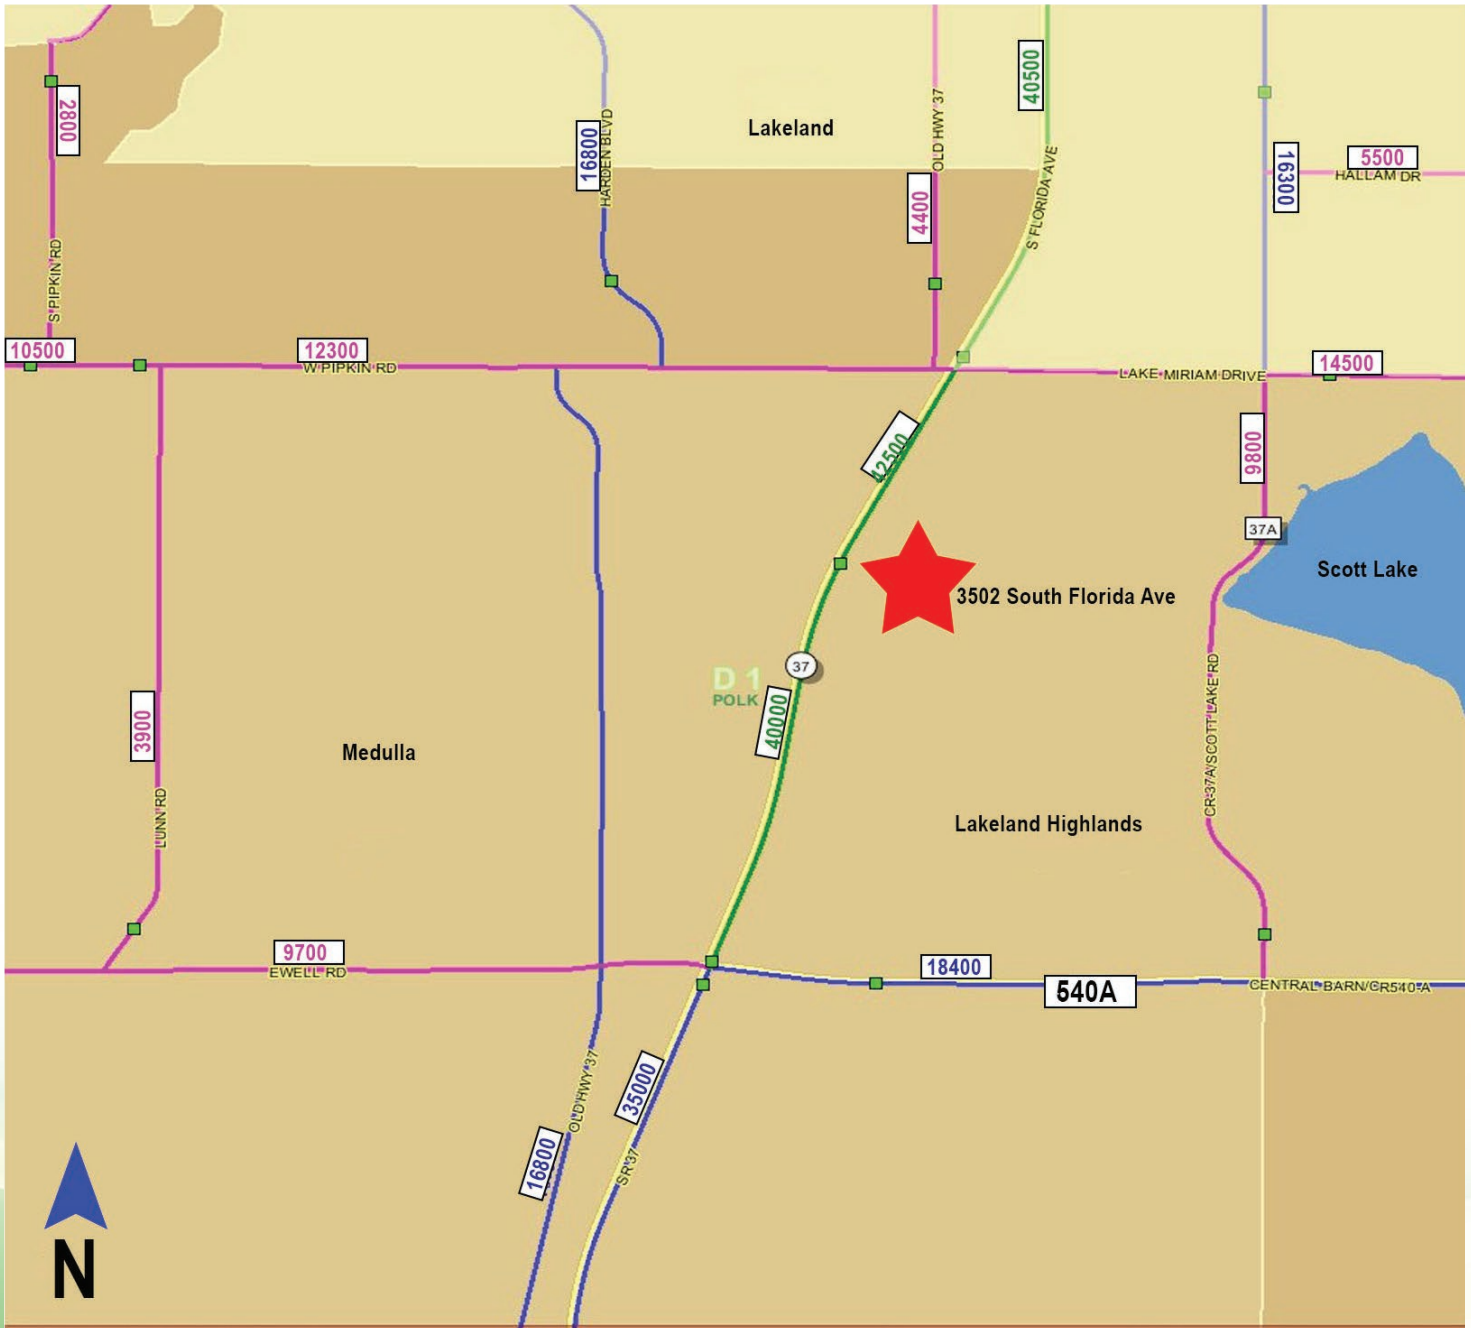 40500
2800
OLD HWY 37
Lakeland
16800
HARDEN BLVD
S FLORIDA AVE
16300
5500
HALLAM DR
4400
S PIPKIN RD
10500
12300
W PIPKIN RD
14500
LAKE MIRIAM DRIVE
42500
9800
37A
Scott Lake
3502 South Florida Ave
37
D 1
POLK
40000
3900
CR-37A/SCOTT LAKE RD
Medulla
LUNN RD
Lakeland Highlands
9700
EWELL RD
18400
540A
CENTRAL BARN/CR540 A
OLD HWY 37
35000
16800
SR 37
N